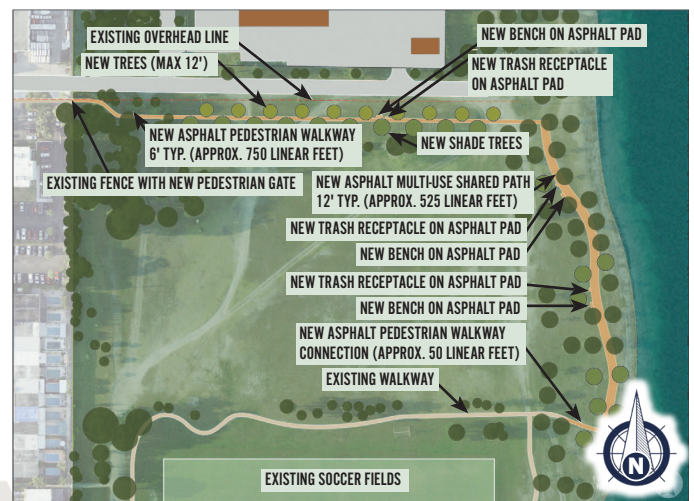 EXISTING OVERHEAD LINE
NEW TREES (MAX 12')
NEW BENCH ON ASPHALT PAD
NEW TRASH RECEPTACLE
ON ASPHALT PAD
NEW ASPHALT PEDESTRIAN WALKWAY
6' TYP. (APPROX. 750 LINEAR FEET)
NEW SHADE TREES
EXISTING FENCE WITH NEW PEDESTRIAN GATE
NEW ASPHALT MULTI-USE SHARED PATH
12' TYP. (APPROX. 525 LINEAR FEET)
NEW TRASH RECEPTACLE ON ASPHALT PAD
NEW BENCH ON ASPHALT PAD
NEW TRASH RECEPTACLE ON ASPHALT PAD
NEW BENCH ON ASPHALT PAD
NEW ASPHALT PEDESTRIAN WALKWAY
CONNECTION (APPROX. 50 LINEAR FEET)
EXISTING WALKWAY
N
EXISTING SOCCER FIELDS